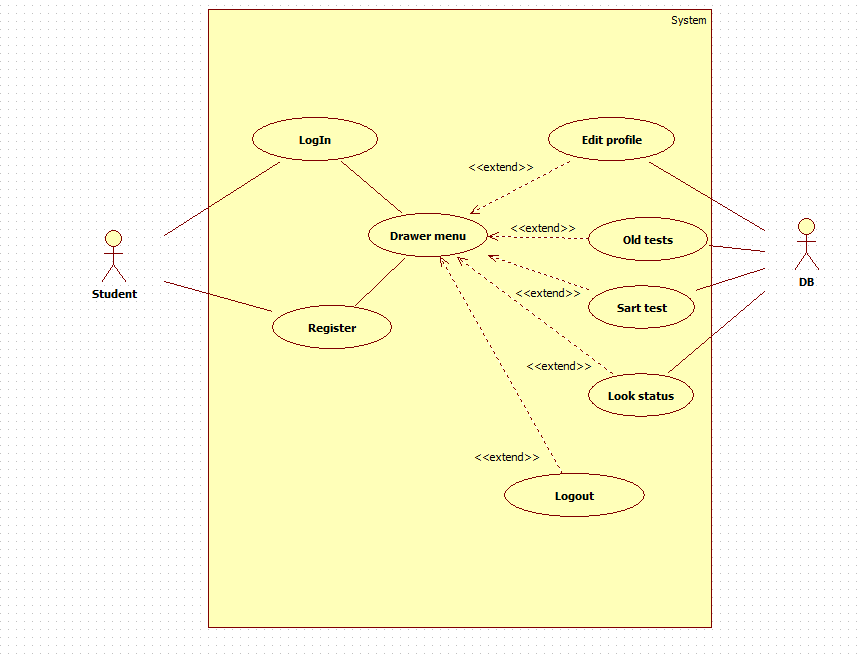 System
LogIn
Edit profile
<<extend>>
Drawer menu
<<extend>>
Old tests
Student
DB
<<extend>>
Sart test
Register
<<extend>>
Look status
<<extend>>
Logout